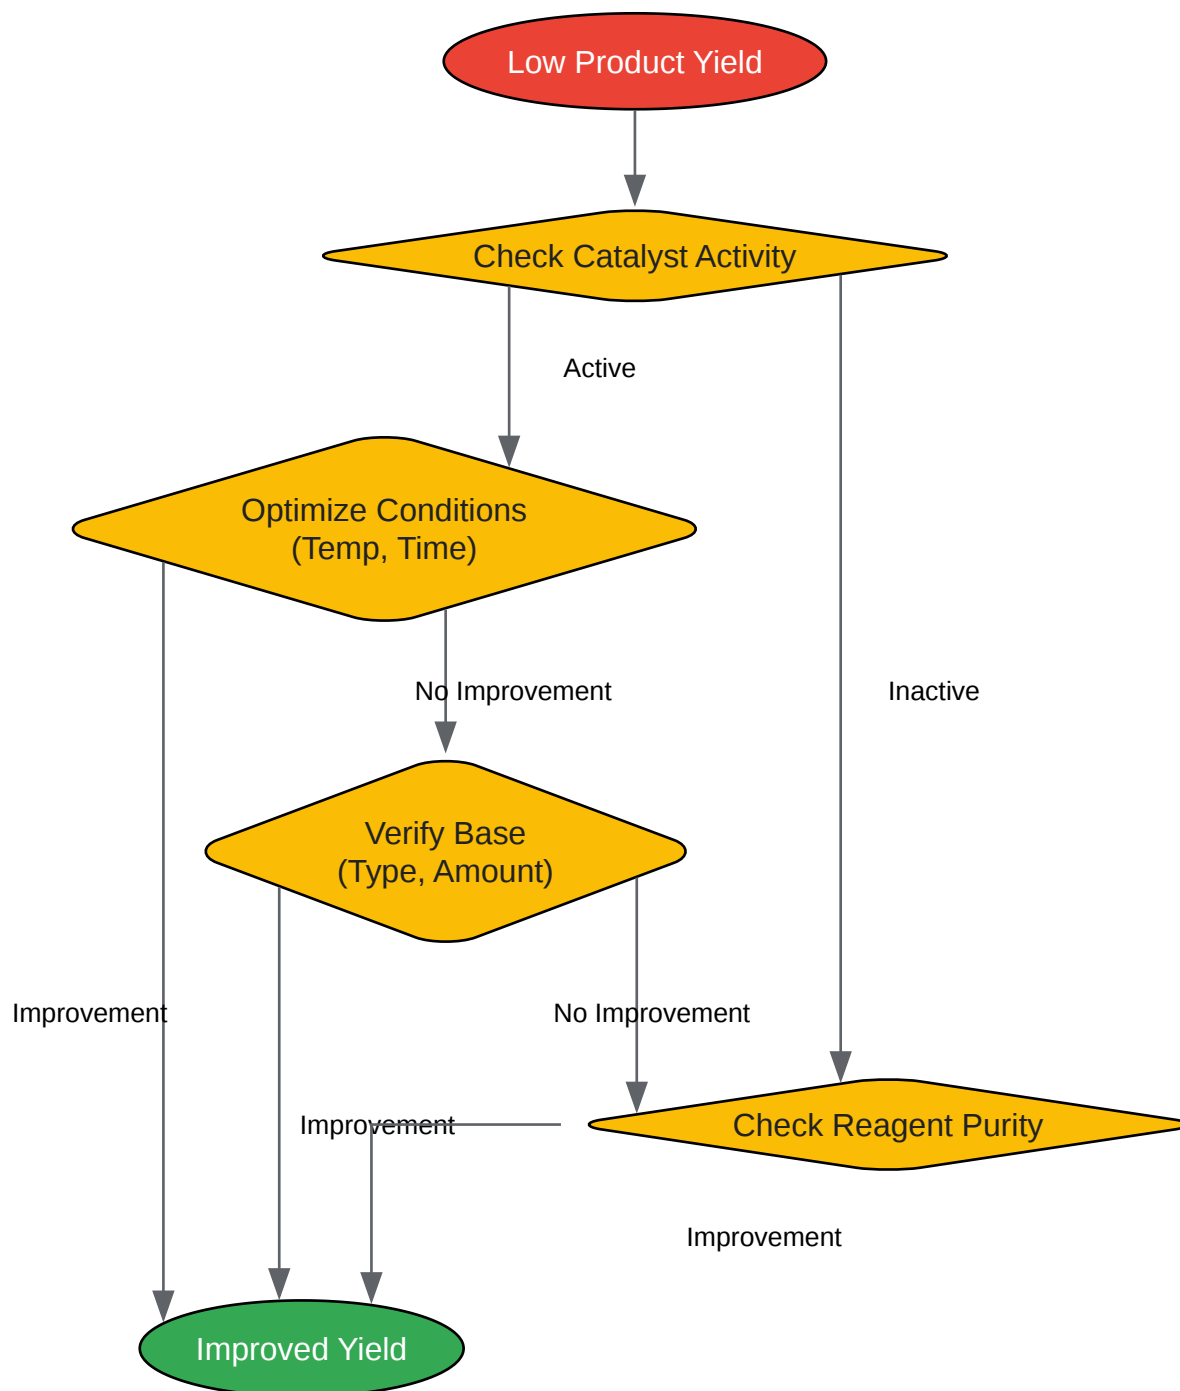 Low Product Yield
Check Catalyst Activity
Active
Optimize Conditions
(Temp, Time)
No Improvement
Inactive
Verify Base
(Type, Amount)
Improvement
No Improvement
Improvement
Check Reagent Purity
Improvement
Improved Yield